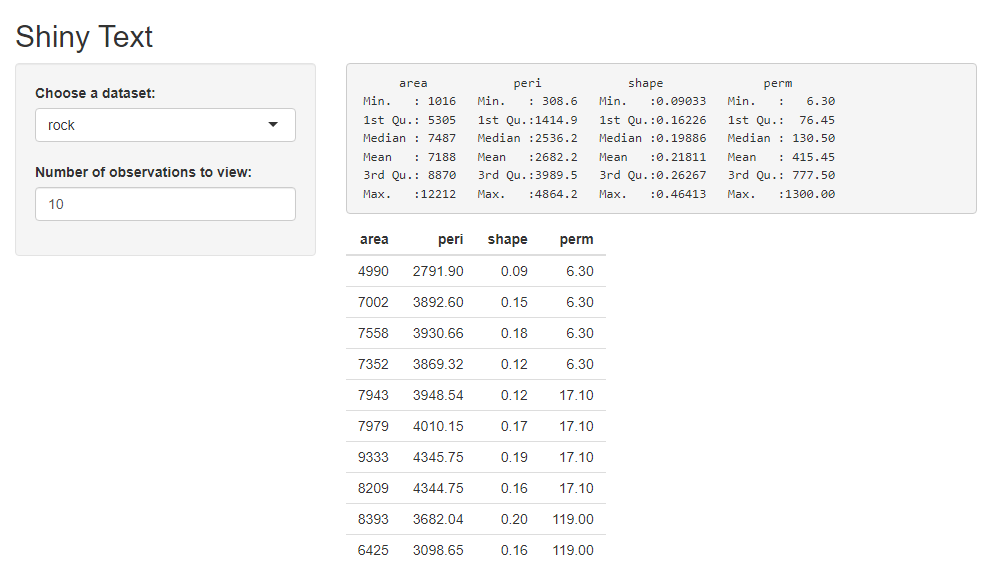 Shiny Text
Choose a dataset:
rock
Number of observations to view:
10
area peri shape perm
Min. : 1016 Min. : 308.6 Min. :0.09033 Min. : 6.30
1st Qu.: 5305 1st Qu.:1414.9 1st Qu.:0.16226 1st Qu.: 76.45
Median : 7487 Median :2536.2 Median :0.19886 Median : 130.50
Mean : 7188 Mean :2682.2 Mean :0.21811 Mean : 415.45
3rd Qu.: 8870 3rd Qu.:3989.5 3rd Qu.:0.26267 3rd Qu.: 777.50
Max. :12212 Max. :4864.2 Max. :0.46413 Max. :1300.00
area peri shape perm
4990 2791.90 0.09 6.30
7002 3892.60 0.15 6.30
7558 3930.66 0.18 6.30
7352 3869.32 0.12 6.30
7943 3948.54 0.12 17.10
7979 4010.15 0.17 17.10
9333 4345.75 0.19 17.10
8209 4344.75 0.16 17.10
8393 3682.04 0.20 119.00
6425 3098.65 0.16 119.00